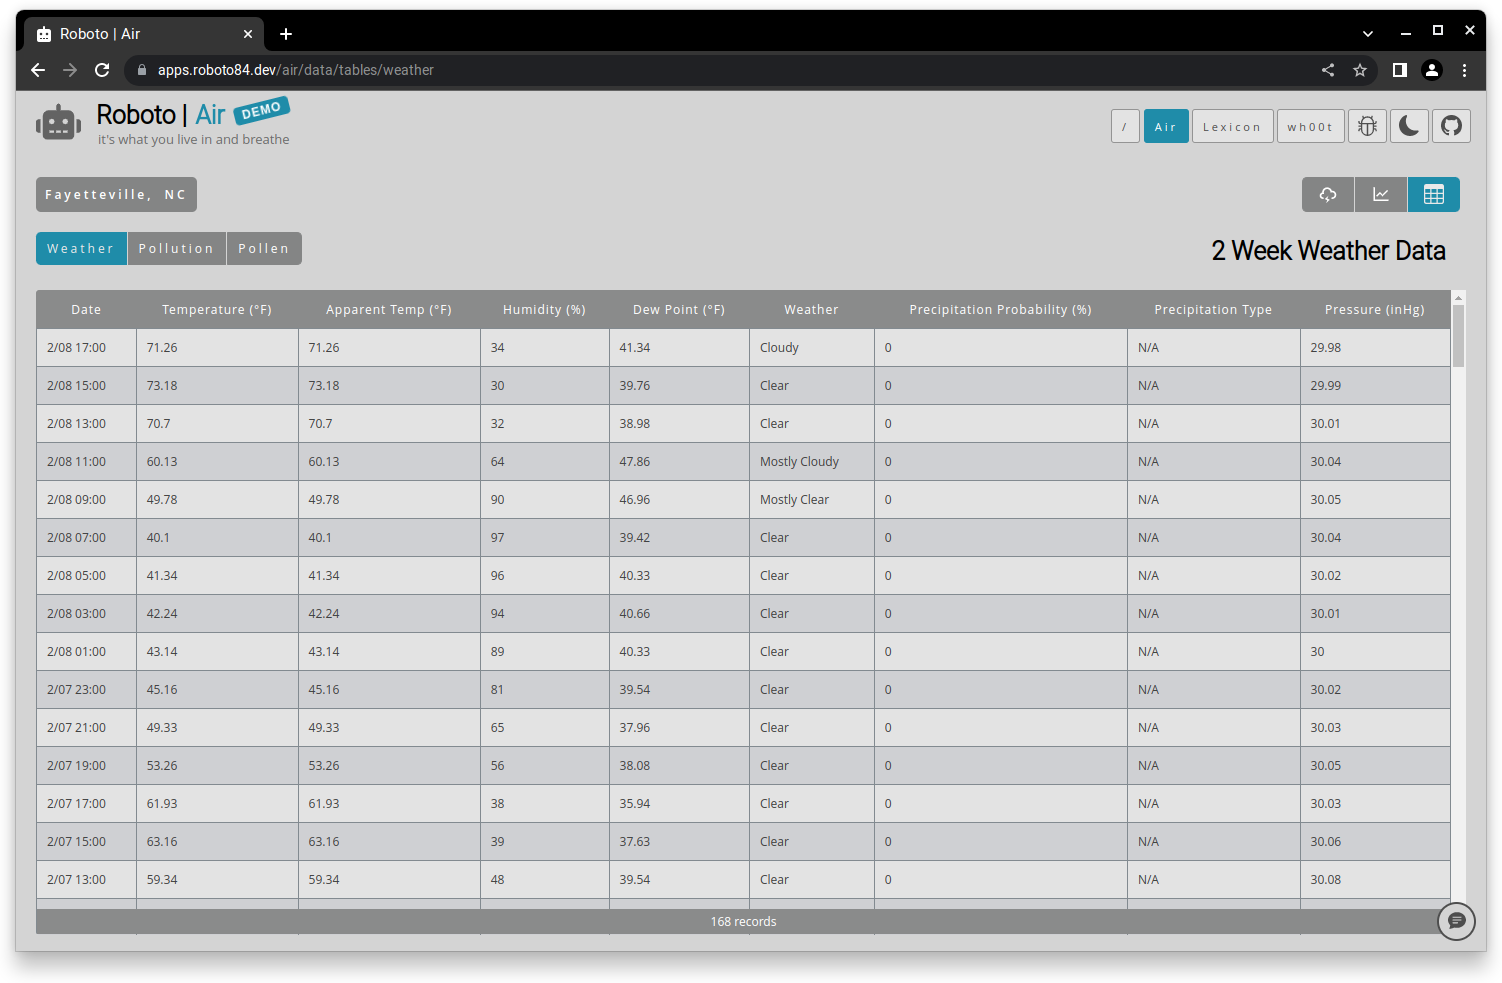 Roboto | Air
apps.roboto84.dev/air/data/tables/weather
Roboto | Air DEMO
it's what you live in and breathe
/ Air Lexicon wh00t
Fayetteville, NC
Weather Pollution Pollen
2 Week Weather Data
Date Temperature (°F) Apparent Temp (°F) Humidity (%) Dew Point (°F) Weather Precipitation Probability (%) Precipitation Type Pressure (inHg)
2/08 17:00 71.26 71.26 34 41.34 Cloudy 0 N/A 29.98
2/08 15:00 73.18 73.18 30 39.76 Clear 0 N/A 29.99
2/08 13:00 70.7 70.7 32 38.98 Clear 0 N/A 30.01
2/08 11:00 60.13 60.13 64 47.86 Mostly Cloudy 0 N/A 30.04
2/08 09:00 49.78 49.78 90 46.96 Mostly Clear 0 N/A 30.05
2/08 07:00 40.1 40.1 97 39.42 Clear 0 N/A 30.04
2/08 05:00 41.34 41.34 96 40.33 Clear 0 N/A 30.02
2/08 03:00 42.24 42.24 94 40.66 Clear 0 N/A 30.01
2/08 01:00 43.14 43.14 89 40.33 Clear 0 N/A 30
2/07 23:00 45.16 45.16 81 39.54 Clear 0 N/A 30.02
2/07 21:00 49.33 49.33 65 37.96 Clear 0 N/A 30.03
2/07 19:00 53.26 53.26 56 38.08 Clear 0 N/A 30.05
2/07 17:00 61.93 61.93 38 35.94 Clear 0 N/A 30.03
2/07 15:00 63.16 63.16 39 37.63 Clear 0 N/A 30.06
2/07 13:00 59.34 59.34 48 39.54 Clear 0 N/A 30.08
168 records